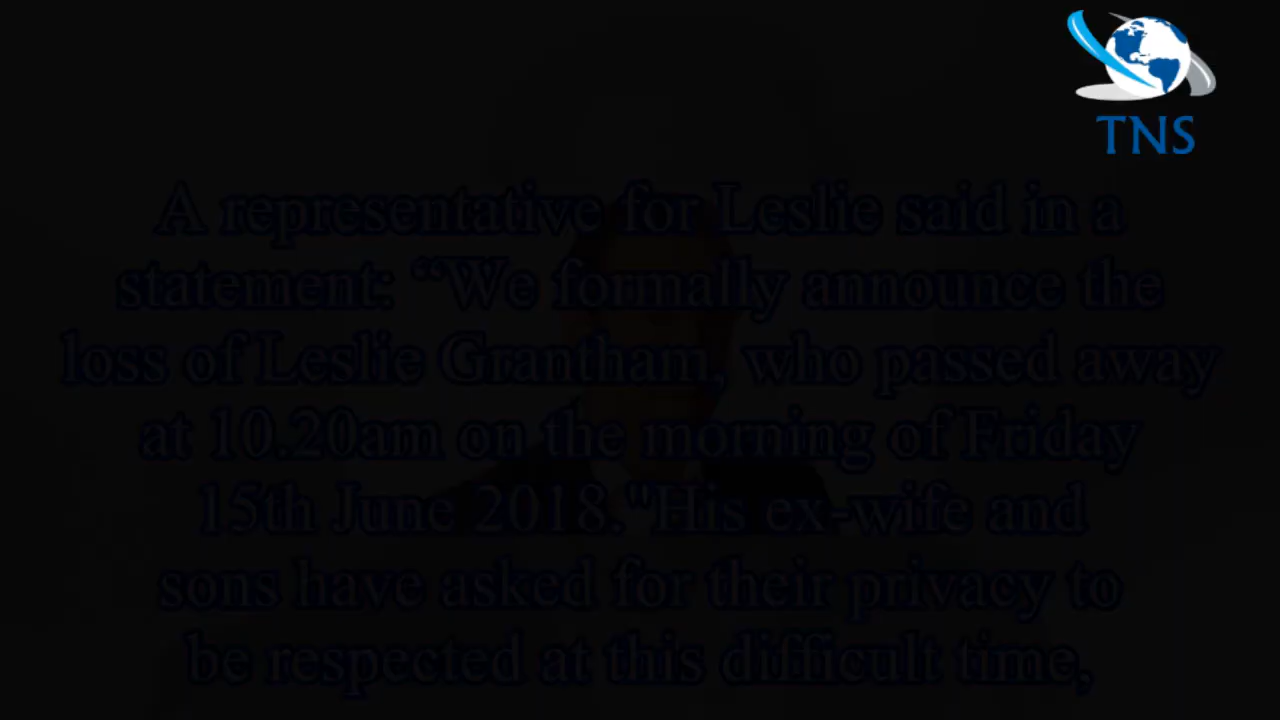 TNS
A representative for Leslie said in a
statement: “We formally announce the
loss of Leslie Grantham, who passed away
at 10.20am on the morning of Friday
15th June 2018."His ex-wife and
sons have asked for their privacy to
be respected at this difficult time,